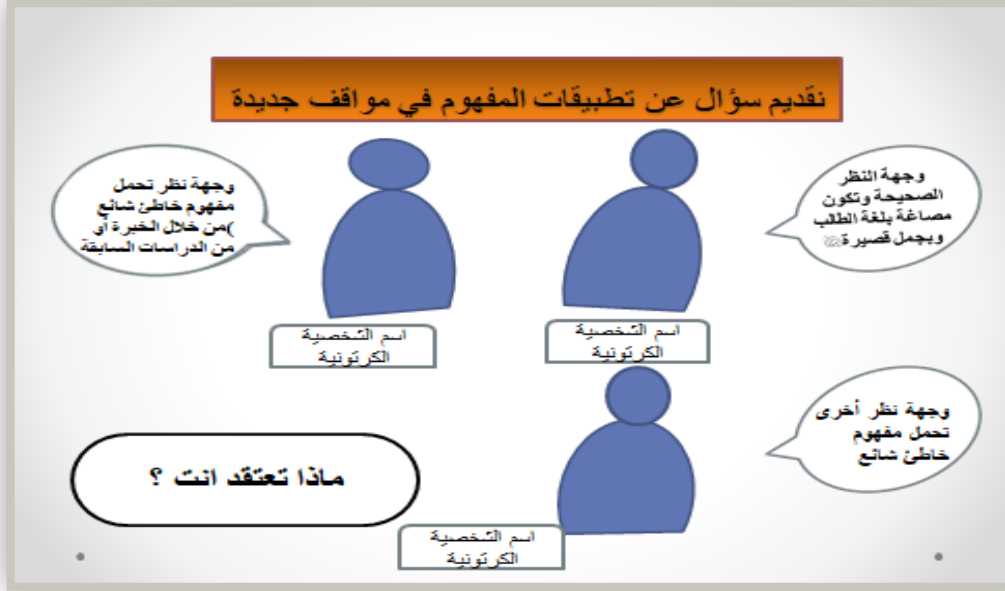 نقديم سؤال عن تطبيقات المفهوم في مواقف جديدة
وجهة النظر
الصحيحة وتكون
مصاغة بلغة الطالب
وبجمل قصيرة
وجهة نظر تحمل
مفهوم خاطئ شائع
)من خلال الخبرة أو
من الدراسات السابقة
اسم الشخصية
الكرتونية
اسم الشخصية
الكرتونية
وجهة نظر أخرى
تحمل مفهوم
خاطئ شائع
ماذا تعتقد انت ؟
اسم الشخصية
الكرتونية